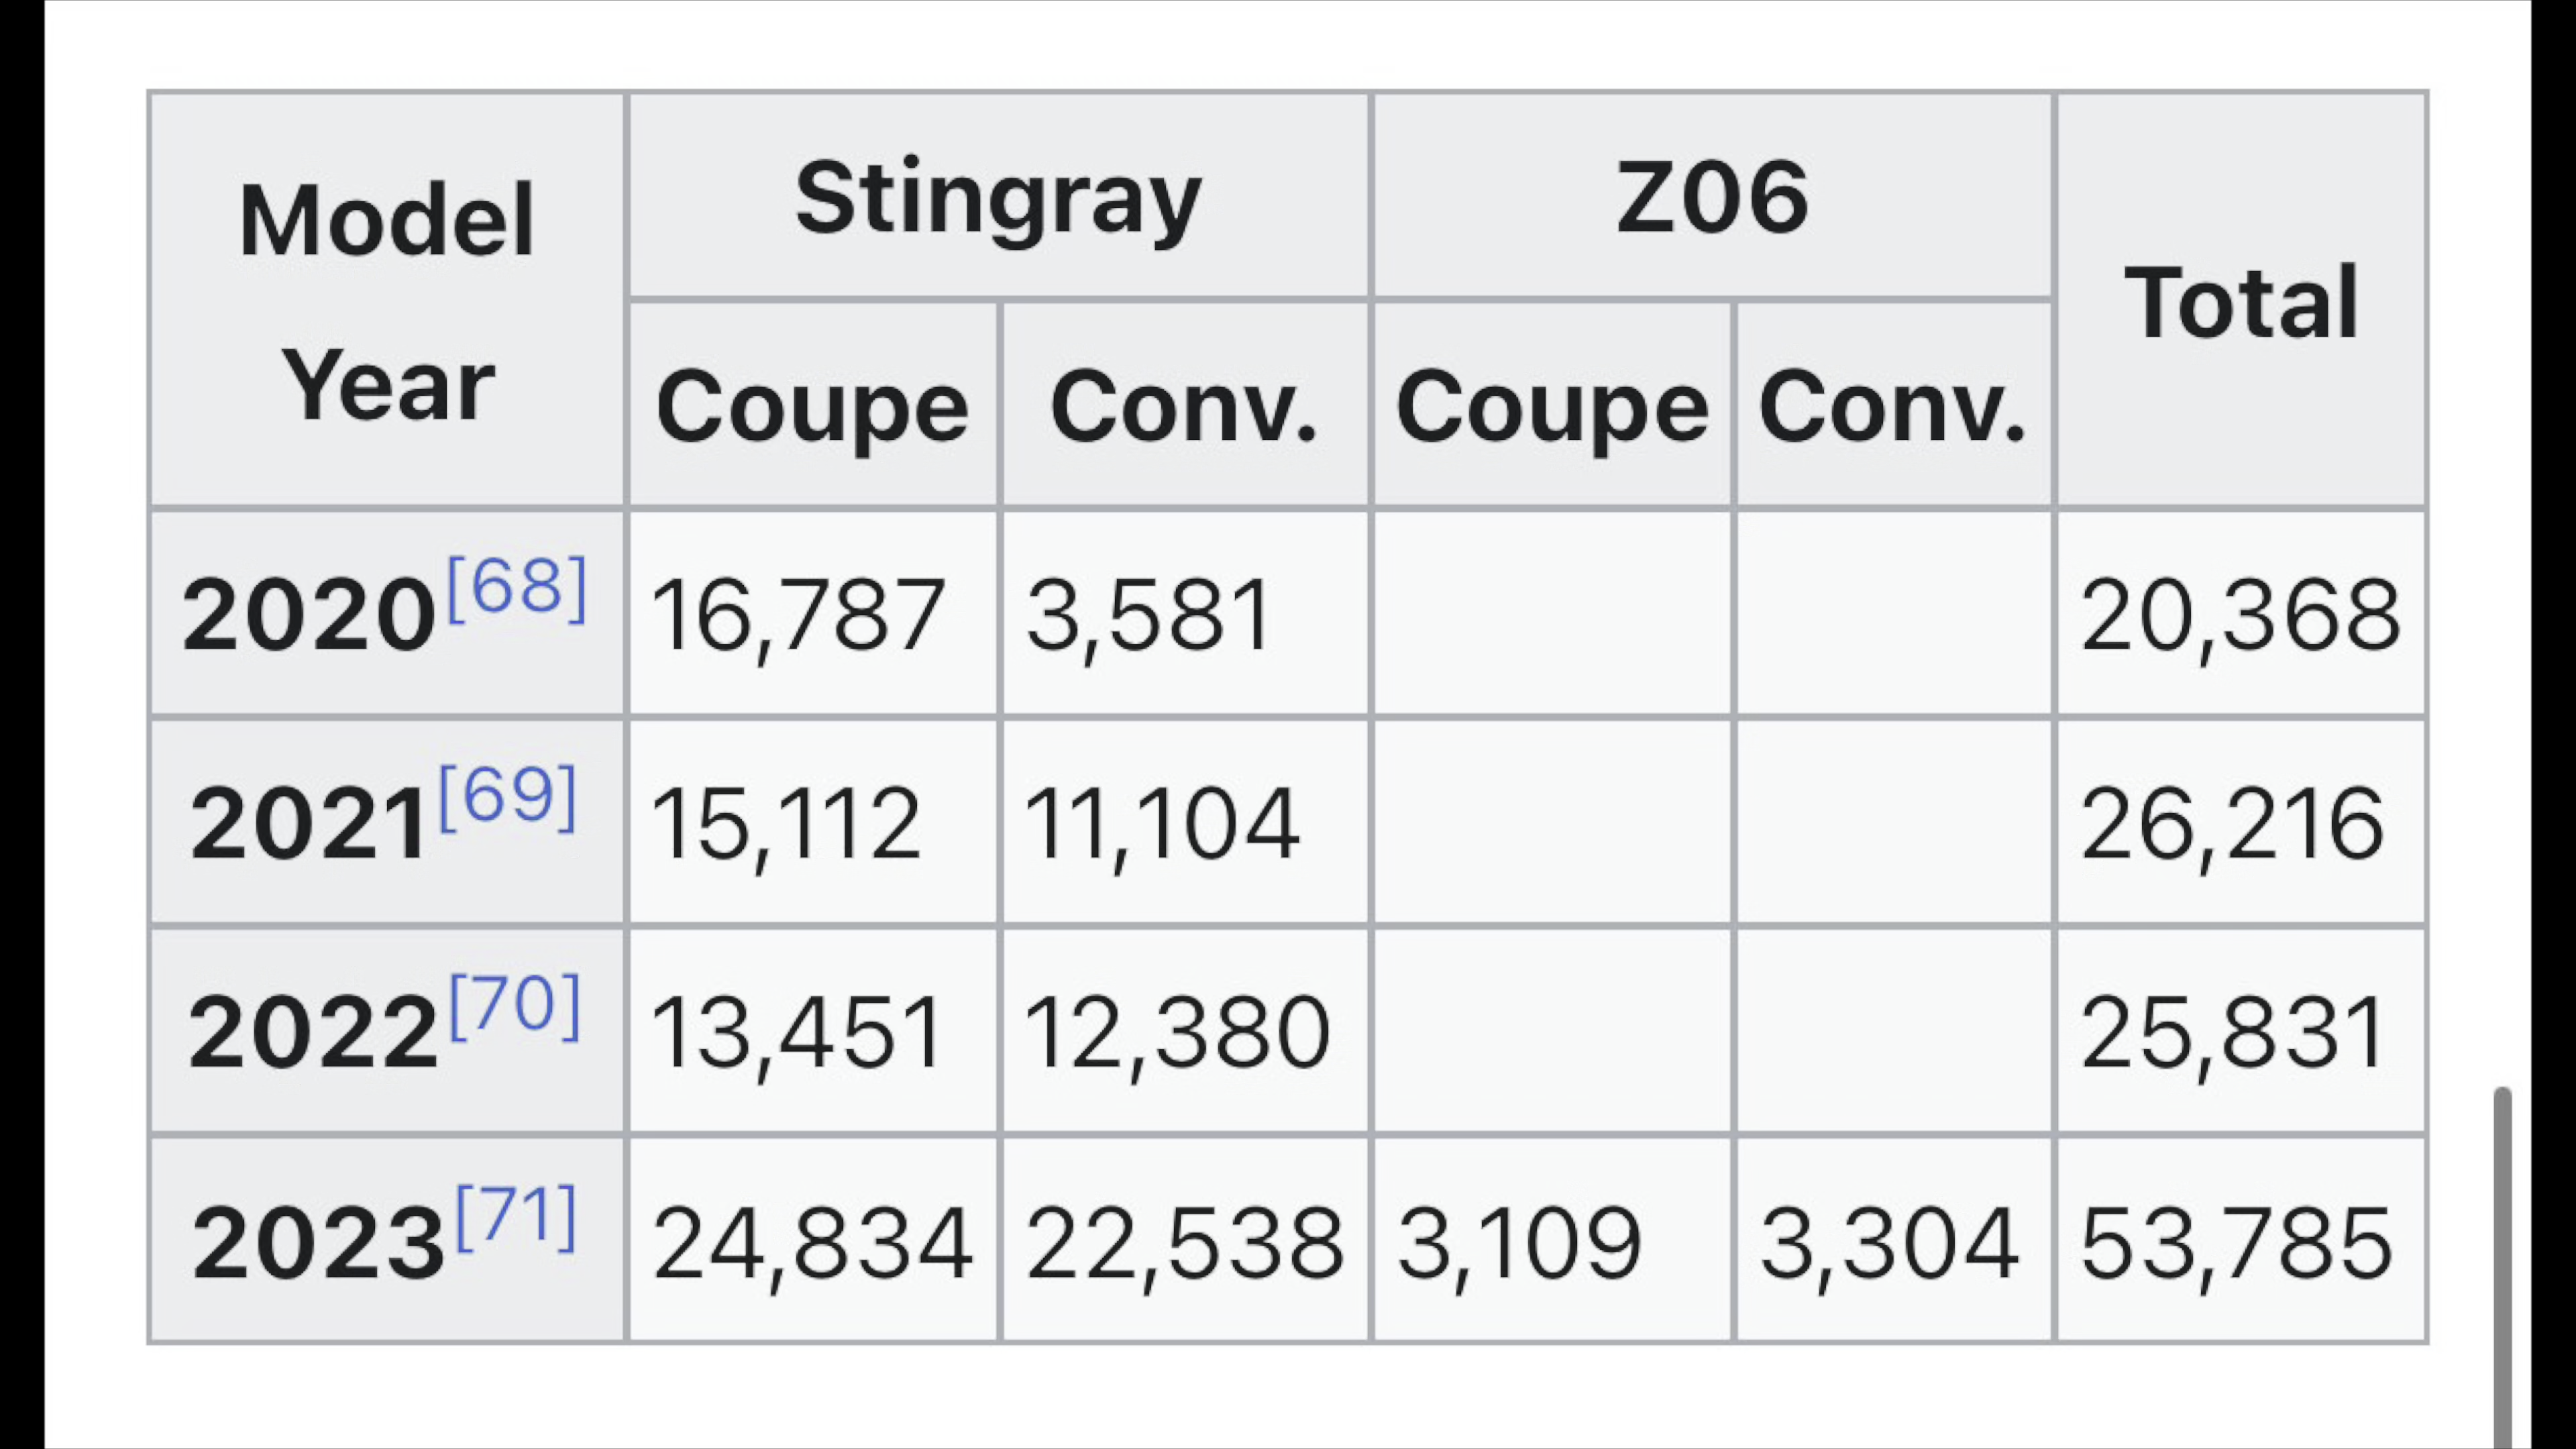 Model Year Stingray Z06 Total
Coupe Conv. Coupe Conv.
2020[68] 16,787 3,581 20,368
2021[69] 15,112 11,104 26,216
2022[70] 13,451 12,380 25,831
2023[71] 24,834 22,538 3,109 3,304 53,785